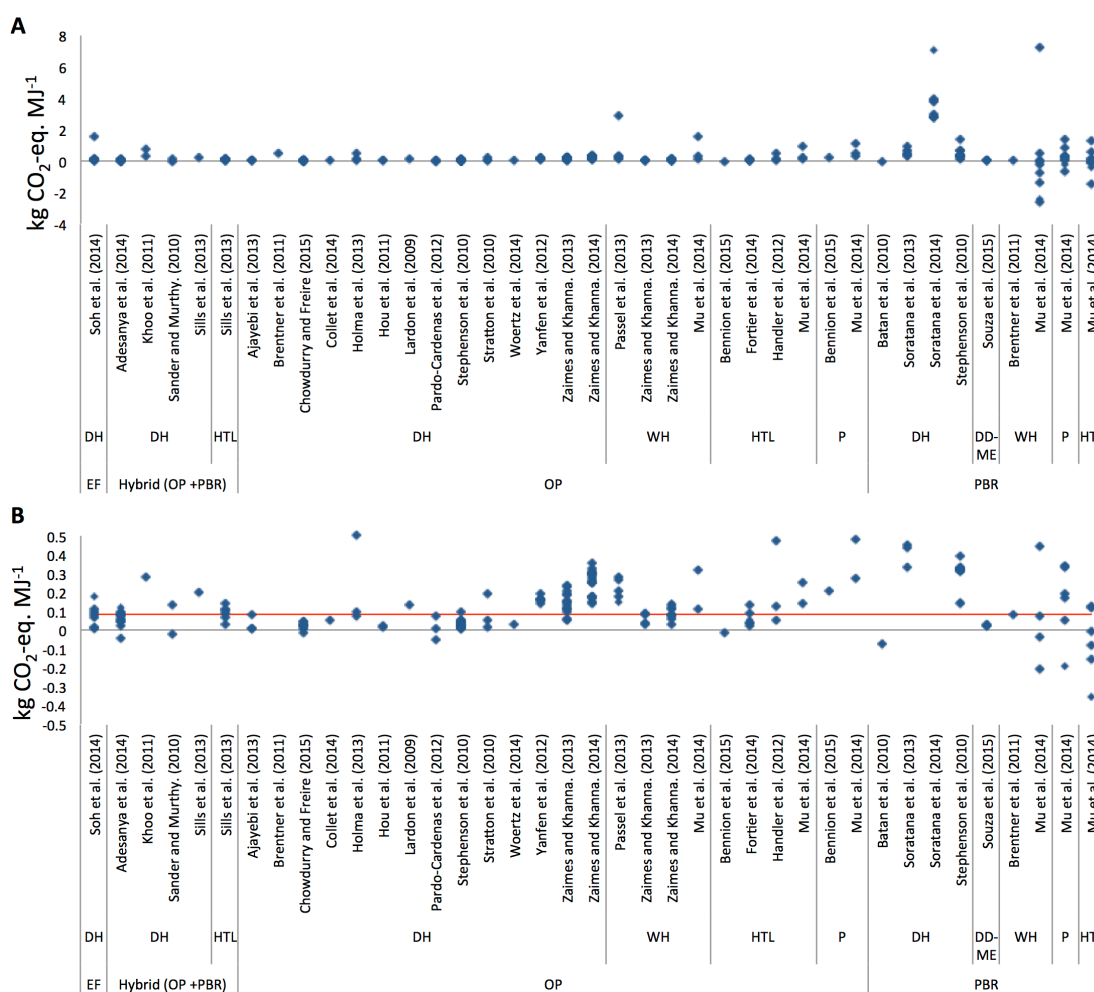 A
kg CO2-eq. MJ-1
8
6
4
2
0
-2
-4
Soh et al. (2014)
Adesanya et al. (2014)
Khoo et al. (2011)
Sander and Murthy. (2010)
Sills et al. (2013)
Sills et al. (2013)
Ajayebi et al. (2013)
Brentner et al. (2011)
Chowdurry and Freire (2015)
Collet et al. (2014)
Holma et al. (2013)
Hou et al. (2011)
Lardon et al. (2009)
Pardo-Cardenas et al. (2012)
Stephenson et al. (2010)
Stratton et al. (2010)
Woertz et al. (2014)
Yanfen et al. (2012)
Zaimes and Khanna. (2013)
Zaimes and Khanna. (2014)
Passel et al. (2013)
Zaimes and Khanna. (2013)
Zaimes and Khanna. (2014)
Mu et al. (2014)
Bennion et al. (2015)
Fortier et al. (2014)
Handler et al. (2012)
Mu et al. (2014)
Bennion et al. (2015)
Mu et al. (2014)
Batan et al. (2010)
Soratana et al. (2013)
Soratana et al. (2014)
Stephenson et al. (2010)
Souza et al. (2015)
Brentner et al. (2011)
Mu et al. (2014)
Mu et al. (2014)
Mu et al. (2014)
DH DH HTL DH WH HTL P DH DD-ME WH P HT
EF Hybrid (OP +PBR) OP PBR
B
kg CO2-eq. MJ-1
0.5
0.4
0.3
0.2
0.1
0
-0.1
-0.2
-0.3
-0.4
-0.5
Soh et al. (2014)
Adesanya et al. (2014)
Khoo et al. (2011)
Sander and Murthy. (2010)
Sills et al. (2013)
Sills et al. (2013)
Ajayebi et al. (2013)
Brentner et al. (2011)
Chowdurry and Freire (2015)
Collet et al. (2014)
Holma et al. (2013)
Hou et al. (2011)
Lardon et al. (2009)
Pardo-Cardenas et al. (2012)
Stephenson et al. (2010)
Stratton et al. (2010)
Woertz et al. (2014)
Yanfen et al. (2012)
Zaimes and Khanna. (2013)
Zaimes and Khanna. (2014)
Passel et al. (2013)
Zaimes and Khanna. (2013)
Zaimes and Khanna. (2014)
Mu et al. (2014)
Bennion et al. (2015)
Fortier et al. (2014)
Handler et al. (2012)
Mu et al. (2014)
Bennion et al. (2015)
Mu et al. (2014)
Batan et al. (2010)
Soratana et al. (2013)
Soratana et al. (2014)
Stephenson et al. (2010)
Souza et al. (2015)
Brentner et al. (2011)
Mu et al. (2014)
Mu et al. (2014)
Mu et al. (2014)
DH DH HTL DH WH HTL P DH DD-ME WH P HT
EF Hybrid (OP +PBR) OP PBR